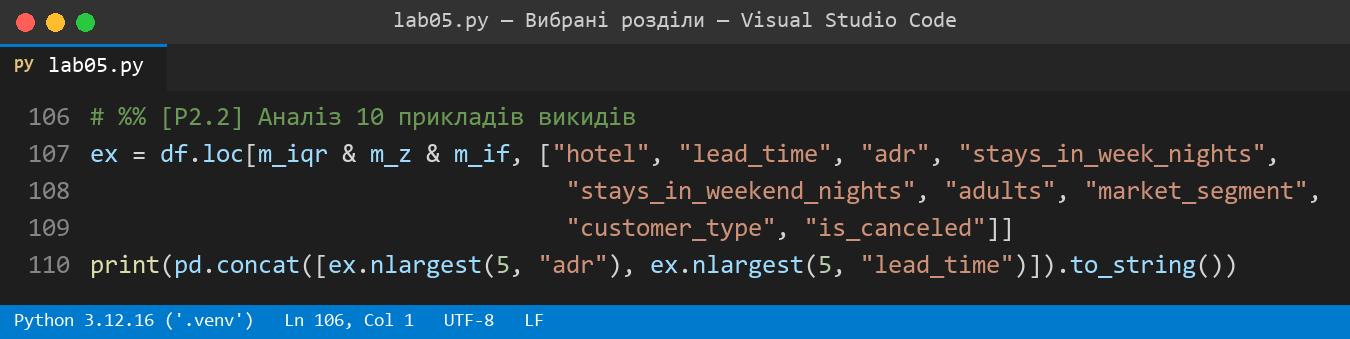 lab05.py — Вибрані розділи — Visual Studio Code
py lab05.py
106 # %% [P2.2] Аналіз 10 прикладів викидів
107 ex = df.loc[m_iqr & m_z & m_if, ["hotel", "lead_time", "adr", "stays_in_week_nights",
108 "stays_in_weekend_nights", "adults", "market_segment",
109 "customer_type", "is_canceled"]]
110 print(pd.concat([ex.nlargest(5, "adr"), ex.nlargest(5, "lead_time")]).to_string())
Python 3.12.16 ('.venv') Ln 106, Col 1 UTF-8 LF